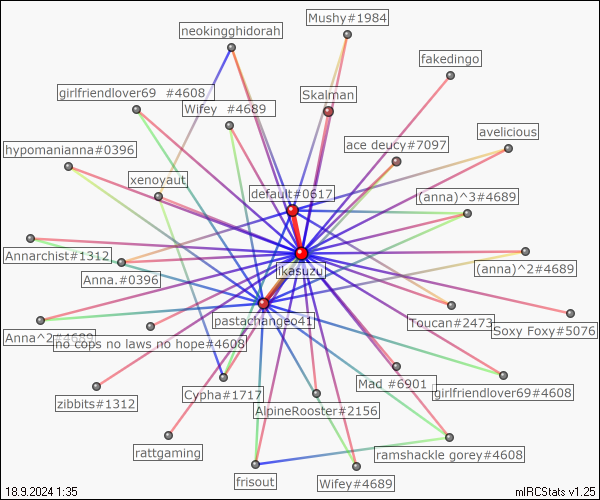 Mushy#1984
neokingghidorah
fakedingo
girlfriendlover69 #4608
Skalman
Wifey #4689
avelicious
hypomanianna#0396
ace deucy#7097
xenoyaut
default#0617
(anna)^3#4689
Annarchist#1312
(anna)^2#4689
likasuzu
Anna.#0396
pastachangeo41
Toucan#2473
Soxy Foxy#5076
Anna^2#4689
no cops no laws no hope#4608
Mad #6901
girlfriendlover69#4608
Cypha#1717
zibbits#1312
AlpineRooster#2156
rattgaming
ramshackle gorey#4608
frisout
Wifey#4689
18.9.2024 1:35
mIRCStats v1.25